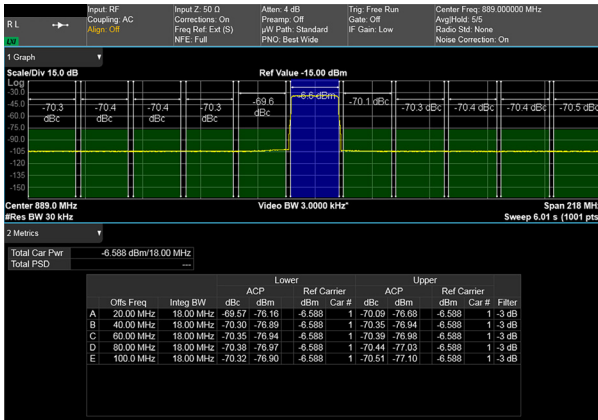 R L
Input: RF
Coupling: AC
Align: Off
Input Z: 50 Ω
Corrections: On
Freq Ref: Ext (S)
NFE: Full
Atten: 4 dB
Preamp: Off
µW Path: Standard
PNO: Best Wide
Trig: Free Run
Gate: Off
IF Gain: Low
Center Freq: 889.000000 MHz
Avg|Hold: 5/5
Radio Std: None
Noise Correction: On
1 Graph
Scale/Div 15.0 dB
Ref Value -15.00 dBm
Log
-30.0
-45.0
-60.0
-75.0
-90.0
-105
-120
-135
-150
-70.3 dBc
-70.4 dBc
-70.4 dBc
-70.3 dBc
-69.6 dBc
-6.6 dBm
-70.1 dBc
-70.3 dBc
-70.4 dBc
-70.4 dBc
-70.5 dBc
Center 889.0 MHz
Video BW 3.0000 kHz*
Span 218 MHz
#Res BW 30 kHz
Sweep 6.01 s (1001 pts
2 Metrics
Total Car Pwr -6.588 dBm/18.00 MHz
Total PSD ---
Lower Upper
ACP Ref Carrier ACP Ref Carrier
Offs Freq Integ BW dBc dBm dBm Car # dBc dBm dBm Car # Filter
A 20.00 MHz 18.00 MHz -69.57 -76.16 -6.588 1 -70.09 -76.68 -6.588 1 -3 dB
B 40.00 MHz 18.00 MHz -70.30 -76.89 -6.588 1 -70.35 -76.94 -6.588 1 -3 dB
C 60.00 MHz 18.00 MHz -70.35 -76.94 -6.588 1 -70.39 -76.98 -6.588 1 -3 dB
D 80.00 MHz 18.00 MHz -70.38 -76.97 -6.588 1 -70.44 -77.03 -6.588 1 -3 dB
E 100.0 MHz 18.00 MHz -70.32 -76.90 -6.588 1 -70.51 -77.10 -6.588 1 -3 dB